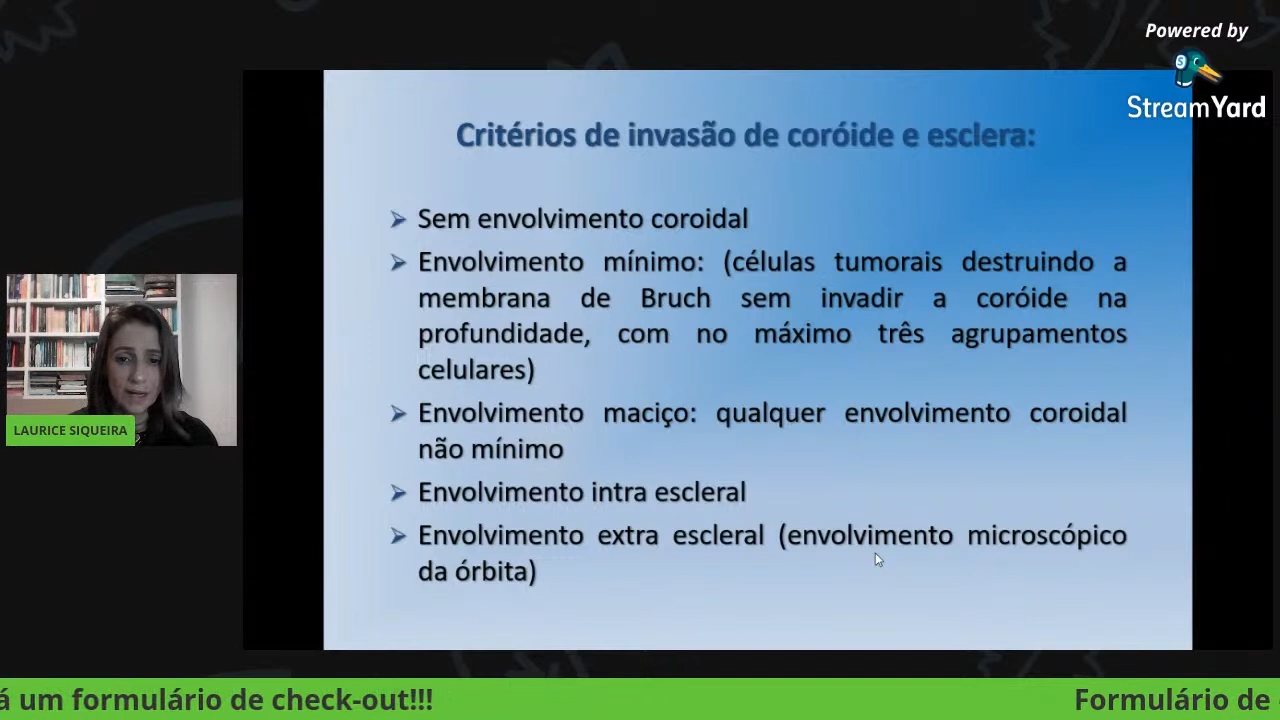 Powered by
StreamYard
Critérios de invasão de coróide e esclera:
Sem envolvimento coroidal
Envolvimento mínimo: (células tumorais destruindo a
membrana de Bruch sem invadir a coróide na
profundidade, com no máximo três agrupamentos
celulares)
Envolvimento maciço: qualquer envolvimento coroidal
não mínimo
Envolvimento intra escleral
Envolvimento extra escleral (envolvimento microscópico
da órbita)
LAURICE SIQUEIRA
á um formulário de check-out!!!
Formulário de